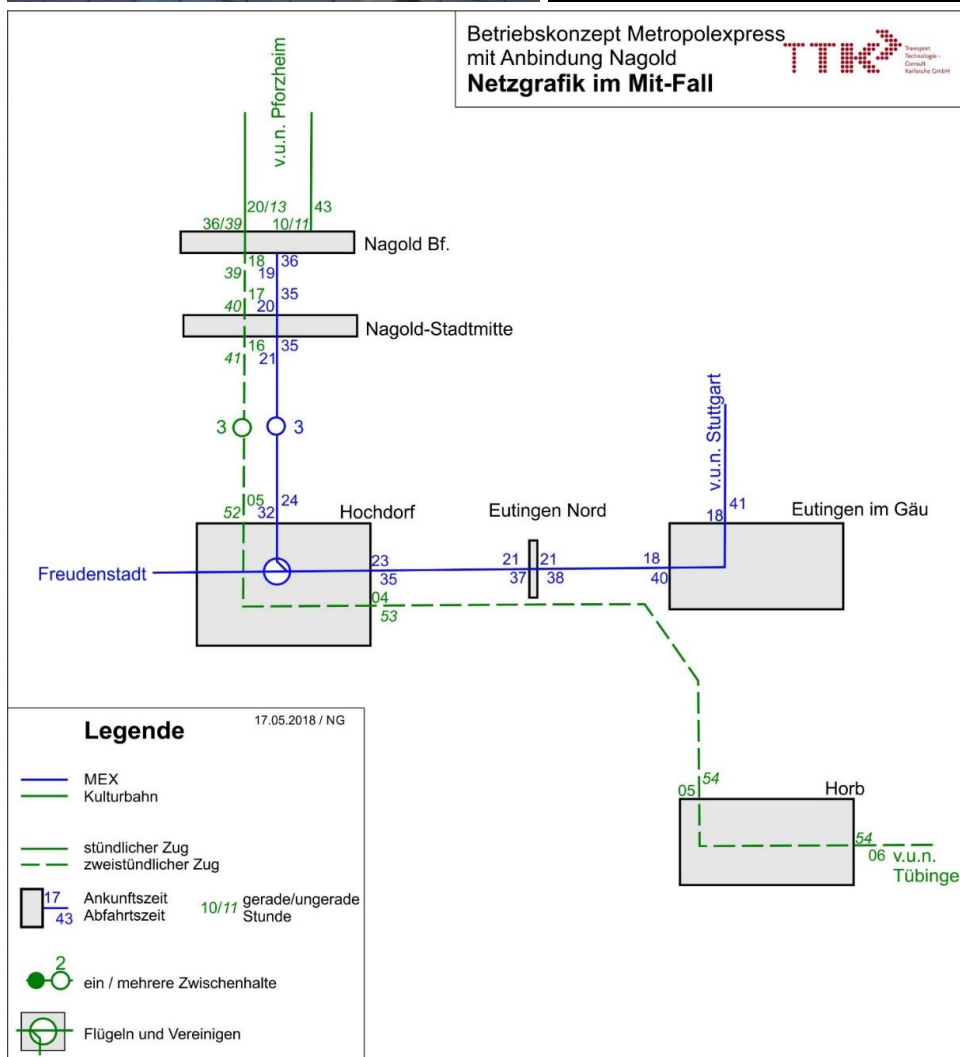 Betriebskonzept Metropolexpress
mit Anbindung Nagold
Netzgrafik im Mit-Fall
TTK
Transport
Technologie -
Consult
Karlsruhe GmbH
v.u.n. Pforzheim
20/13
43
36/39
10/11
Nagold Bf.
18
36
39
19
17
35
40
20
Nagold-Stadtmitte
16
35
41
21
3
3
v.u.n. Stuttgart
05
24
52
32
Hochdorf
Eutingen Nord
41
18
Eutingen im Gäu
Freudenstadt
23
35
21
21
37
38
18
40
04
53
54
05
Horb
54
06
v.u.n.
Tübinge
17.05.2018 / NG
Legende
MEX
Kulturbahn
stündlicher Zug
zweistündlicher Zug
17
43
Ankunftszeit
Abfahrtszeit
10/11
gerade/ungerade
Stunde
2
ein / mehrere Zwischenhalte
Flügeln und Vereinigen